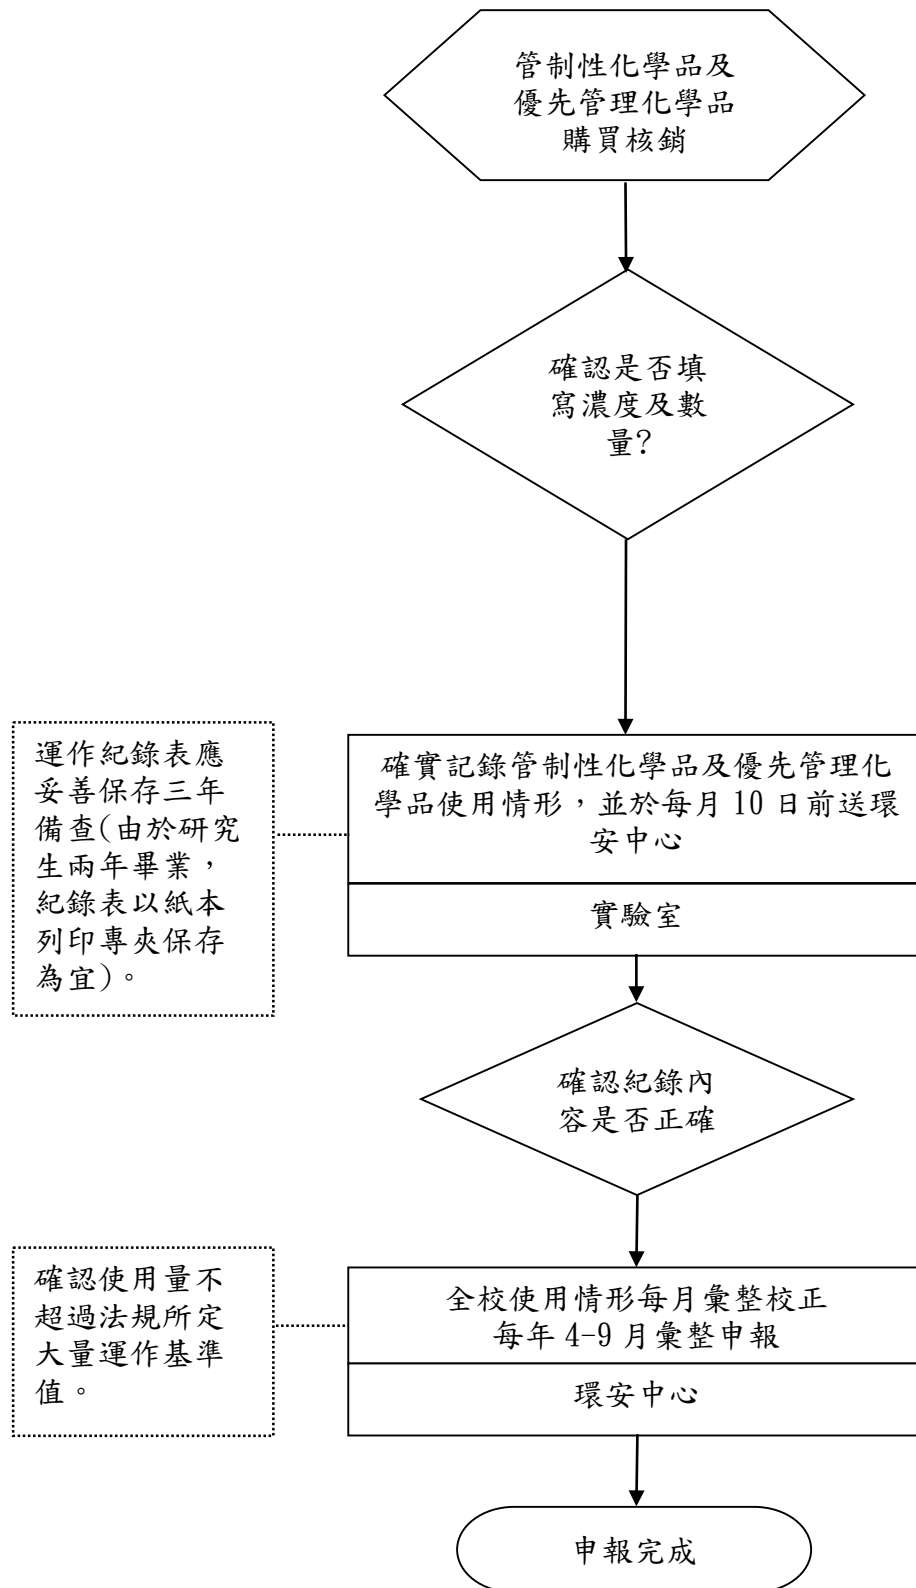 管制性化學品及
優先管理化學品
購買核銷
確認是否填
寫濃度及數
量?
運作紀錄表應
妥善保存三年
備查(由於研究
生兩年畢業，
紀錄表以紙本
列印專夾保存
為宜)。
確實記錄管制性化學品及優先管理化
學品使用情形，並於每月 10 日前送環
安中心
實驗室
確認紀錄內
容是否正確
確認使用量不
超過法規所定
大量運作基準
值。
全校使用情形每月彙整校正
每年 4-9 月彙整申報
環安中心
申報完成